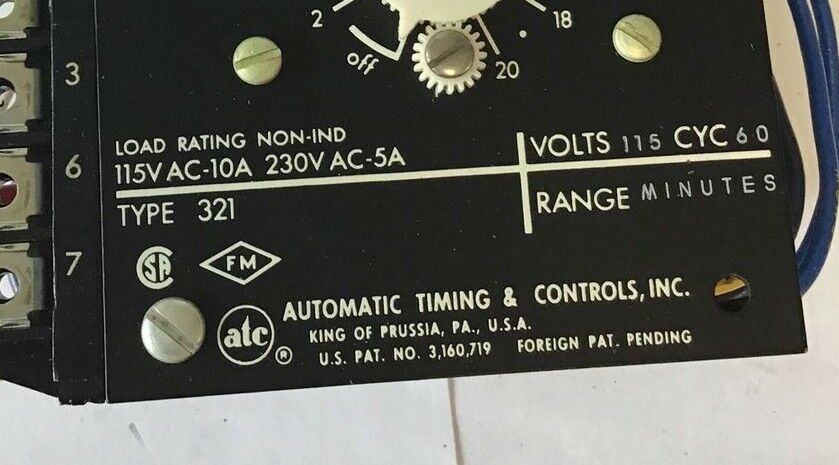 2
18
off
20
3
LOAD RATING NON-IND
115V AC-10A 230V AC-5A
VOLTS 115 CYC 60
6
TYPE 321
RANGE MINUTES
7
SA
FM
atc ®
AUTOMATIC TIMING & CONTROLS, INC.
KING OF PRUSSIA, PA., U.S.A.
U.S. PAT. NO. 3,160,719 FOREIGN PAT. PENDING